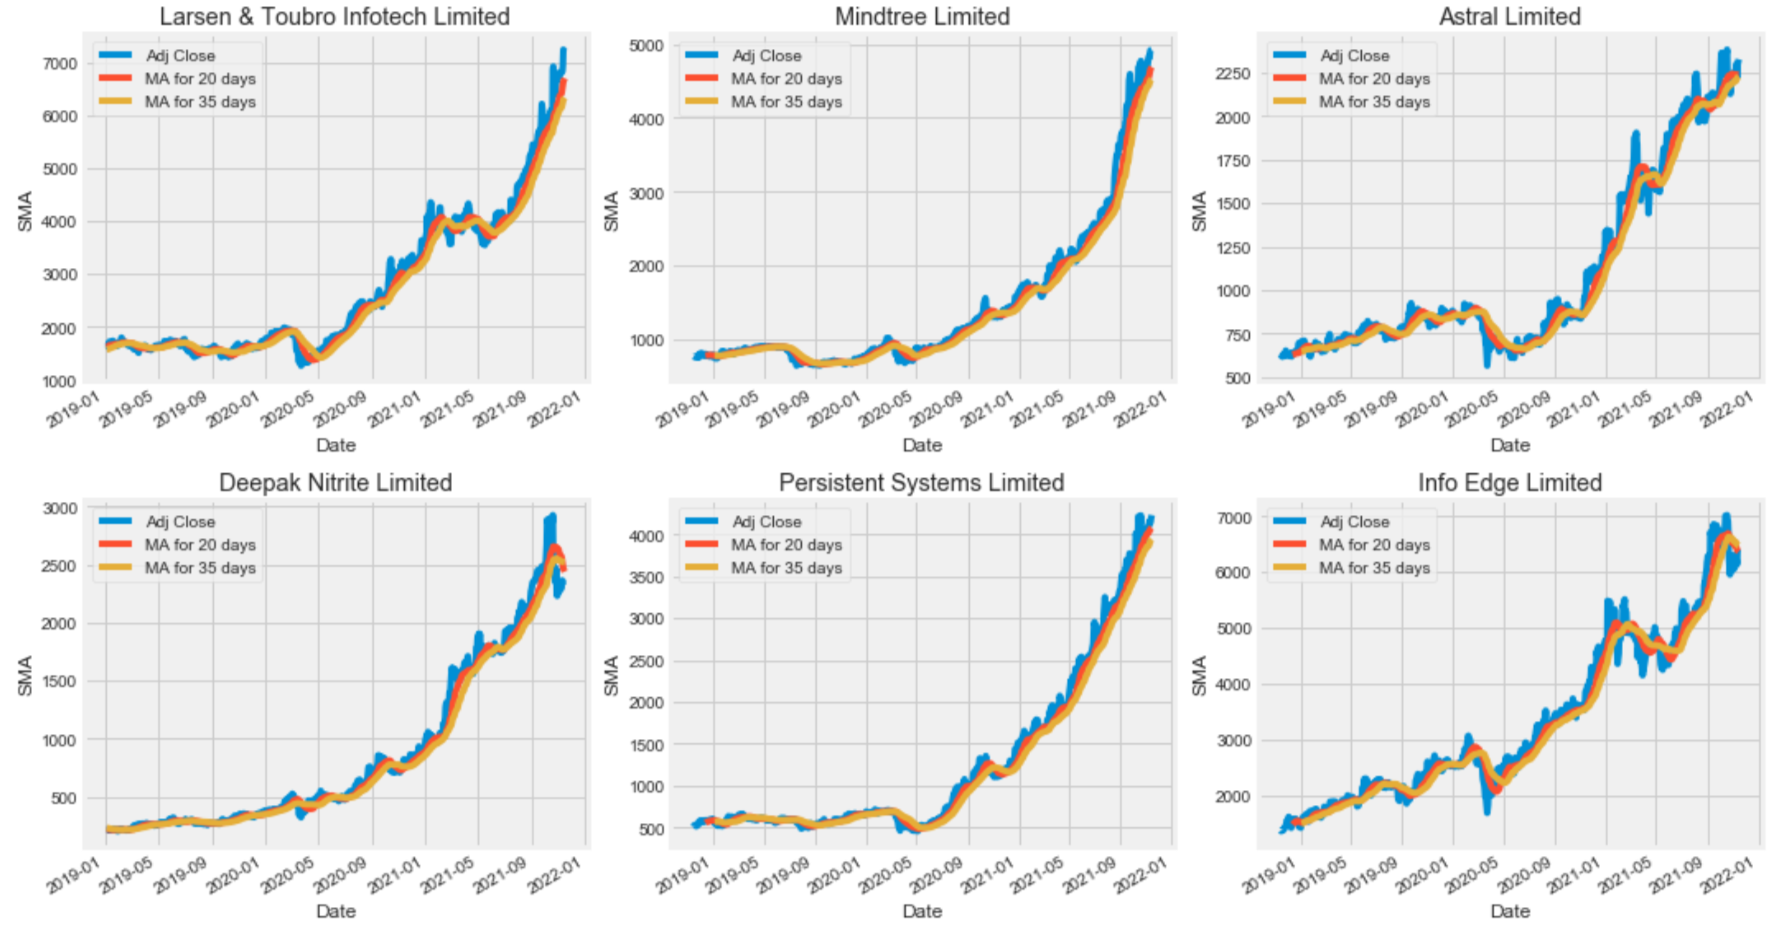 Larsen & Toubro Infotech Limited
Adj Close
MA for 20 days
MA for 35 days
SMA
7000
6000
5000
4000
3000
2000
1000
2019-01
2019-05
2019-09
2020-01
2020-05
2020-09
2021-01
2021-05
2021-09
2022-01
Date
Mindtree Limited
Adj Close
MA for 20 days
MA for 35 days
SMA
5000
4000
3000
2000
1000
2019-01
2019-05
2019-09
2020-01
2020-05
2020-09
2021-01
2021-05
2021-09
2022-01
Date
Astral Limited
Adj Close
MA for 20 days
MA for 35 days
SMA
2250
2000
1750
1500
1250
1000
750
500
2019-01
2019-05
2019-09
2020-01
2020-05
2020-09
2021-01
2021-05
2021-09
2022-01
Date
Deepak Nitrite Limited
Adj Close
MA for 20 days
MA for 35 days
SMA
3000
2500
2000
1500
1000
500
2019-01
2019-05
2019-09
2020-01
2020-05
2020-09
2021-01
2021-05
2021-09
2022-01
Date
Persistent Systems Limited
Adj Close
MA for 20 days
MA for 35 days
SMA
4000
3500
3000
2500
2000
1500
1000
500
2019-01
2019-05
2019-09
2020-01
2020-05
2020-09
2021-01
2021-05
2021-09
2022-01
Date
Info Edge Limited
Adj Close
MA for 20 days
MA for 35 days
SMA
7000
6000
5000
4000
3000
2000
2019-01
2019-05
2019-09
2020-01
2020-05
2020-09
2021-01
2021-05
2021-09
2022-01
Date